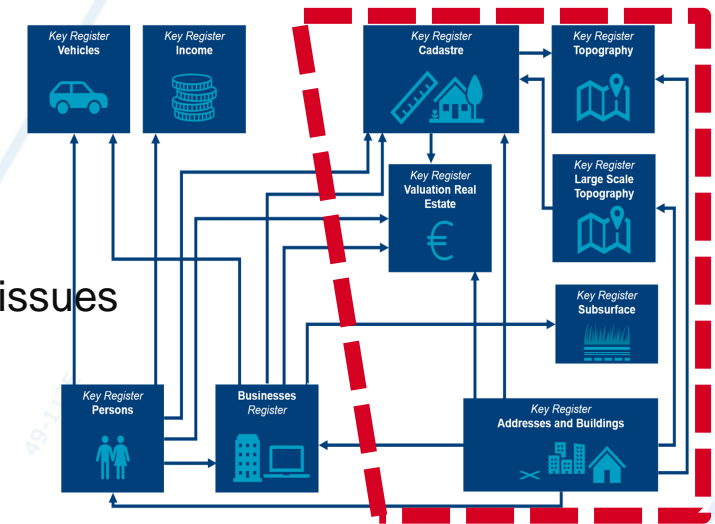 Key Register
Vehicles
Key Register
Income
Key Register
Cadastre
Key Register
Topography
Key Register
Valuation Real
Estate
€
Key Register
Large Scale
Topography
issues
Key Register
Subsurface
Key Register
Persons
Businesses
Register
Key Register
Addresses and Buildings